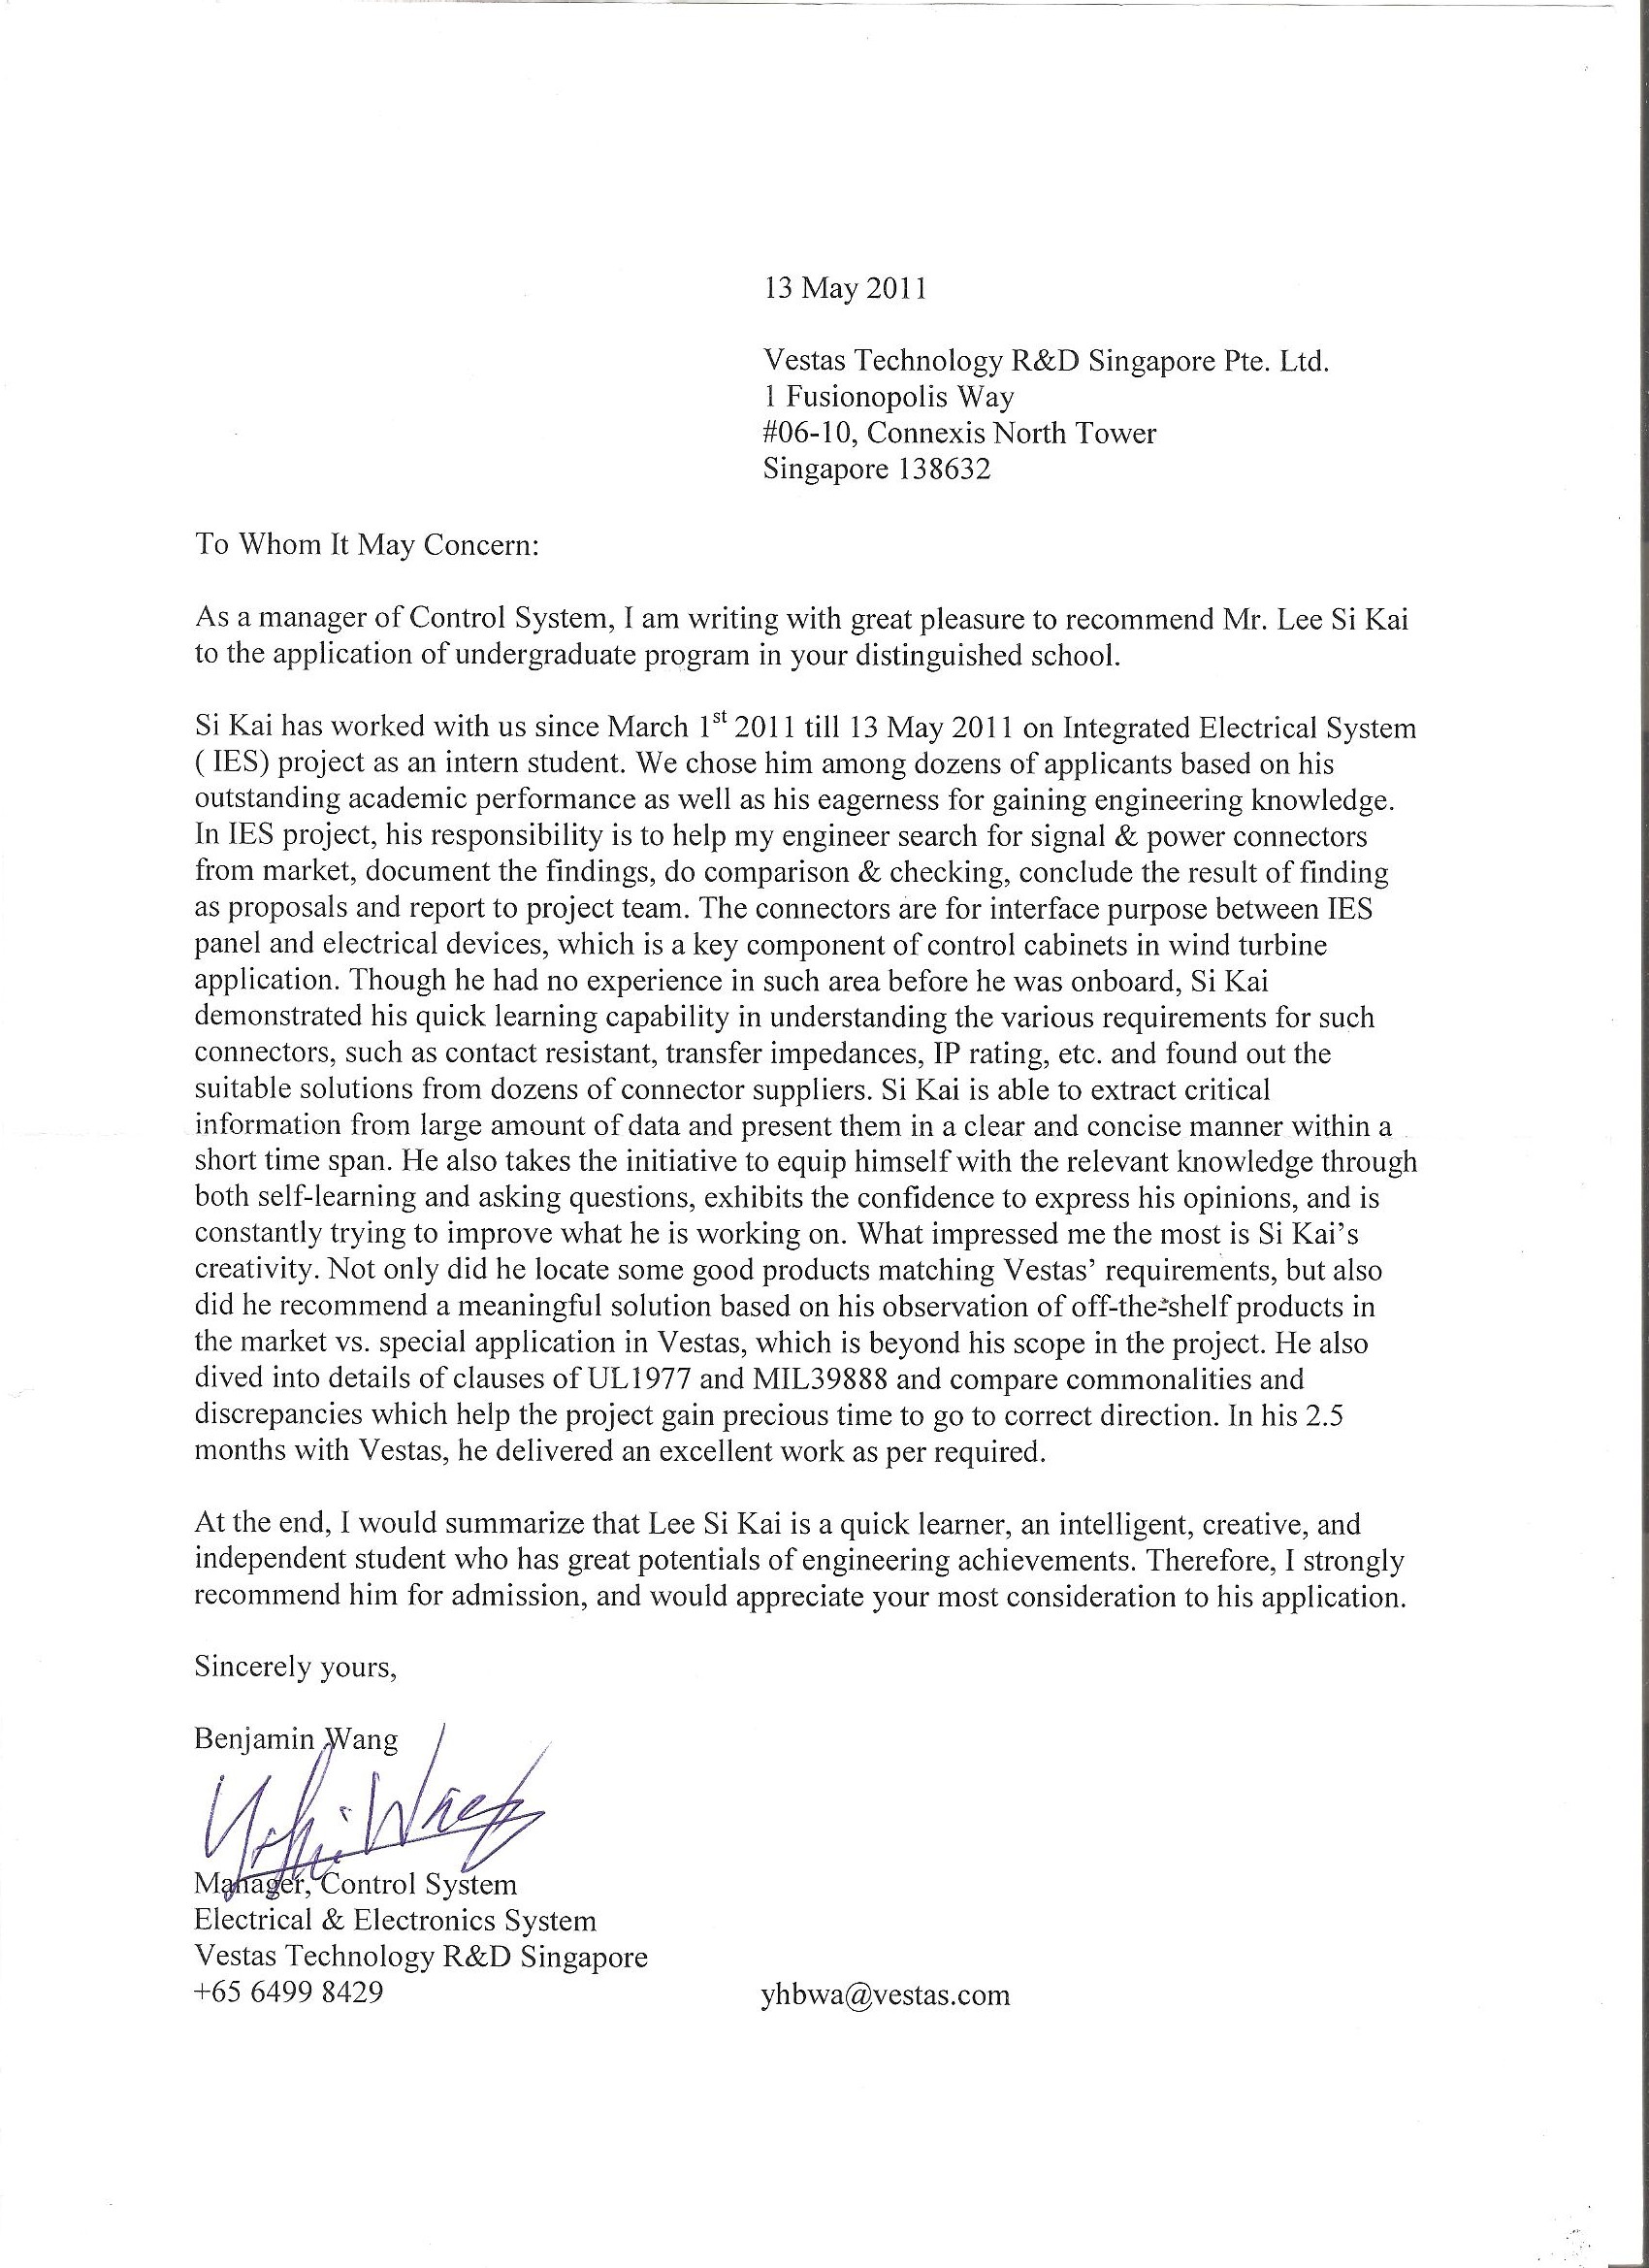 13 May 2011
Vestas Technology R&D Singapore Pte. Ltd.
1 Fusionopolis Way
#06-10, Connexis North Tower
Singapore 138632
To Whom It May Concern:
As a manager of Control System, I am writing with great pleasure to recommend Mr. Lee Si Kai
to the application of undergraduate program in your distinguished school.
Si Kai has worked with us since March 1st 2011 till 13 May 2011 on Integrated Electrical System
( IES) project as an intern student. We chose him among dozens of applicants based on his
outstanding academic performance as well as his eagerness for gaining engineering knowledge.
In IES project, his responsibility is to help my engineer search for signal & power connectors
from market, document the findings, do comparison & checking, conclude the result of finding
as proposals and report to project team. The connectors are for interface purpose between IES
panel and electrical devices, which is a key component of control cabinets in wind turbine
application. Though he had no experience in such area before he was onboard, Si Kai
demonstrated his quick learning capability in understanding the various requirements for such
connectors, such as contact resistant, transfer impedances, IP rating, etc. and found out the
suitable solutions from dozens of connector suppliers. Si Kai is able to extract critical
information from large amount of data and present them in a clear and concise manner within a
short time span. He also takes the initiative to equip himself with the relevant knowledge through
both self-learning and asking questions, exhibits the confidence to express his opinions, and is
constantly trying to improve what he is working on. What impressed me the most is Si Kai's
creativity. Not only did he locate some good products matching Vestas' requirements, but also
did he recommend a meaningful solution based on his observation of off-the-shelf products in
the market vs. special application in Vestas, which is beyond his scope in the project. He also
dived into details of clauses of UL1977 and MIL39888 and compare commonalities and
discrepancies which help the project gain precious time to go to correct direction. In his 2.5
months with Vestas, he delivered an excellent work as per required.
At the end, I would summarize that Lee Si Kai is a quick learner, an intelligent, creative, and
independent student who has great potentials of engineering achievements. Therefore, I strongly
recommend him for admission, and would appreciate your most consideration to his application.
Sincerely yours,
Benjamin Wang
Manager, Control System
Electrical & Electronics System
Vestas Technology R&D Singapore
+65 6499 8429 yhbwa@vestas.com